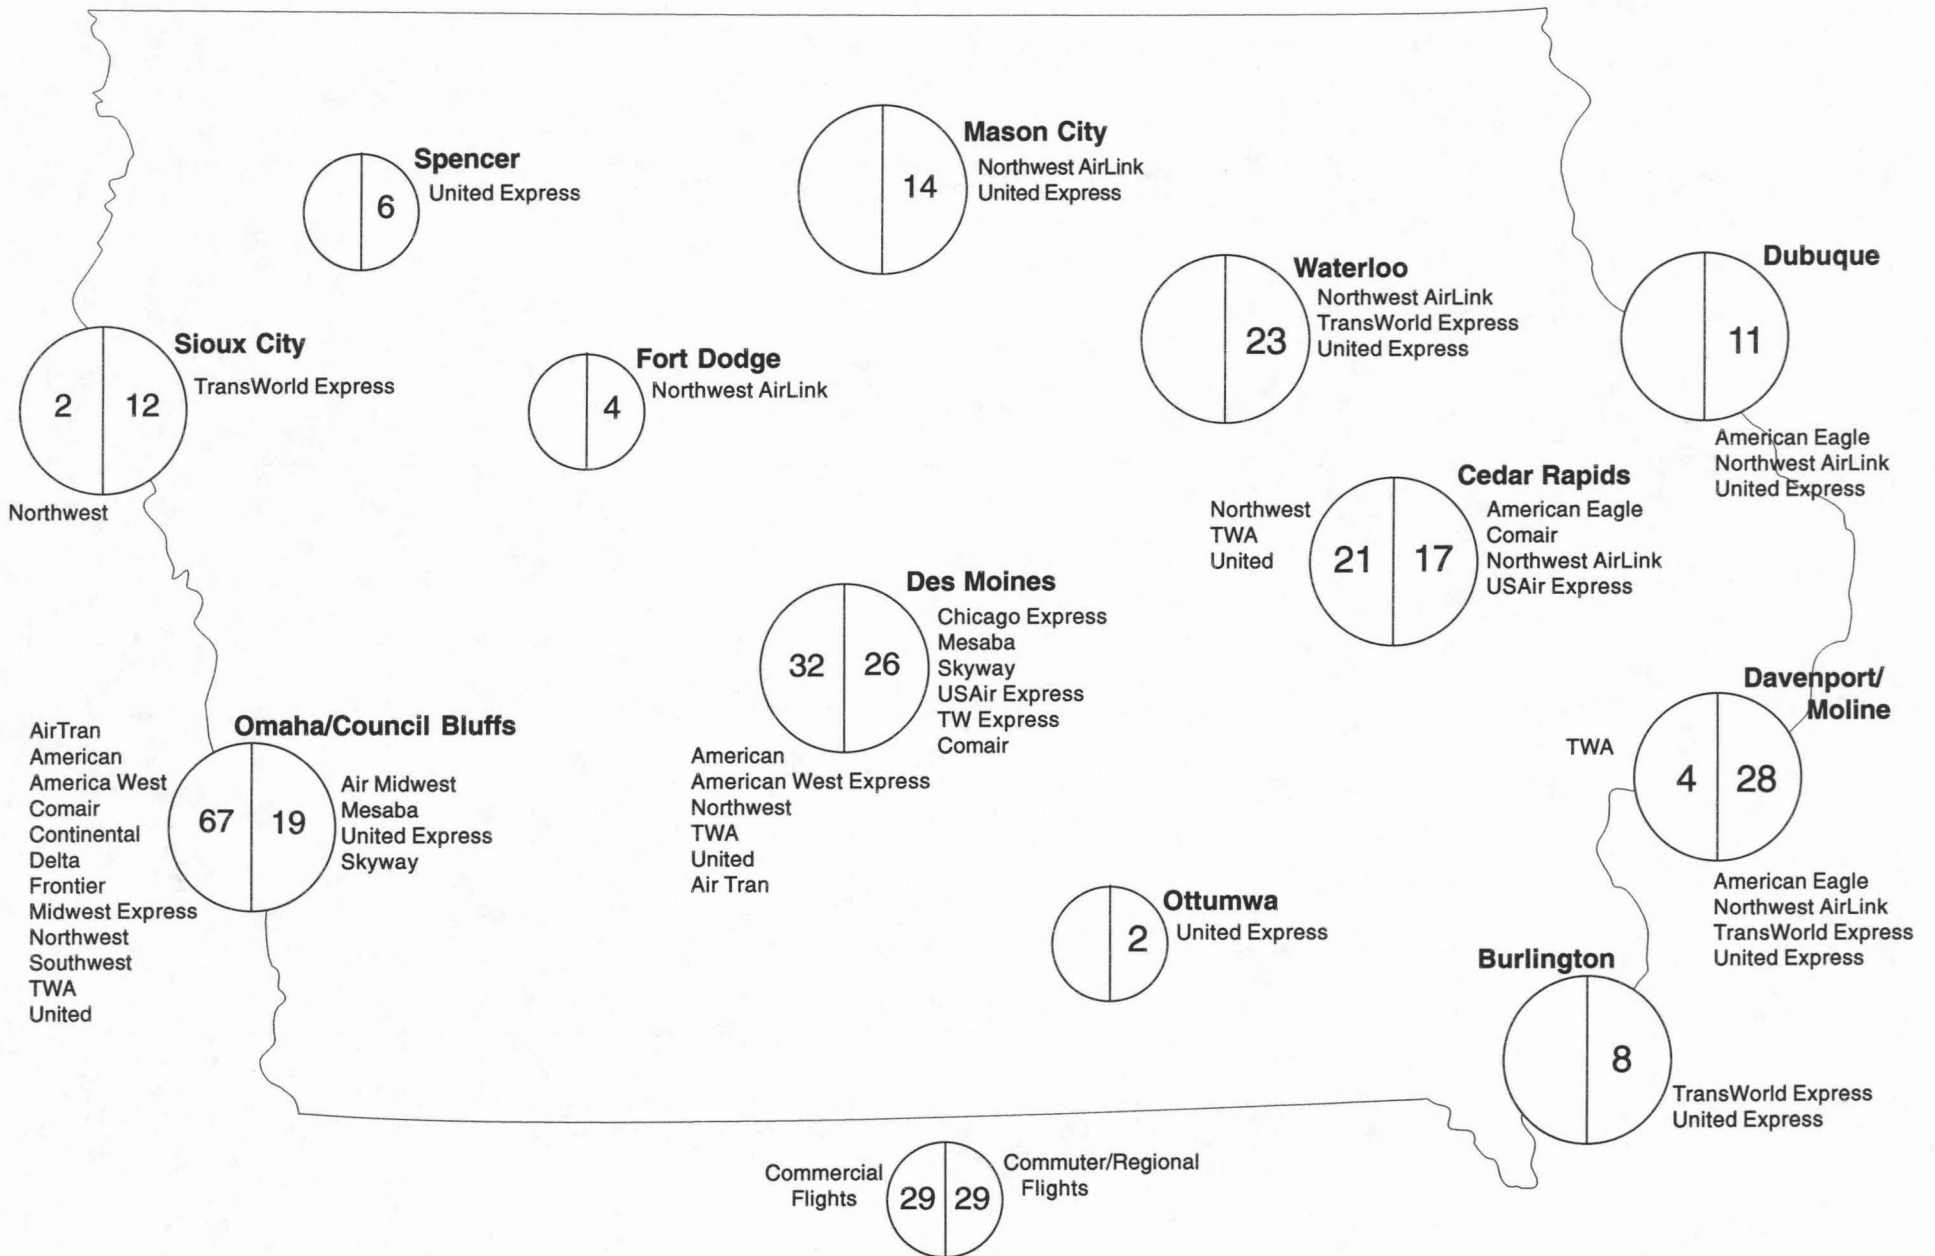 Spencer
United Express
6
Mason City
Northwest AirLink
United Express
14
Waterloo
Northwest AirLink
TransWorld Express
United Express
23
Dubuque
11
American Eagle
Northwest AirLink
United Express
Sioux City
TransWorld Express
2
12
Northwest
Fort Dodge
Northwest AirLink
4
Cedar Rapids
Northwest
TWA
United
21
17
American Eagle
Comair
Northwest AirLink
USAir Express
Des Moines
32
26
Chicago Express
Mesaba
Skyway
USAir Express
TW Express
Comair
American
American West Express
Northwest
TWA
United
Air Tran
Davenport/
Moline
TWA
4
28
American Eagle
Northwest AirLink
TransWorld Express
United Express
Omaha/Council Bluffs
AirTran
American
America West
Comair
Continental
Delta
Frontier
Midwest Express
Northwest
Southwest
TWA
United
67
19
Air Midwest
Mesaba
United Express
Skyway
Ottumwa
United Express
2
Burlington
8
TransWorld Express
United Express
Commercial
Flights
29
29
Commuter/Regional
Flights